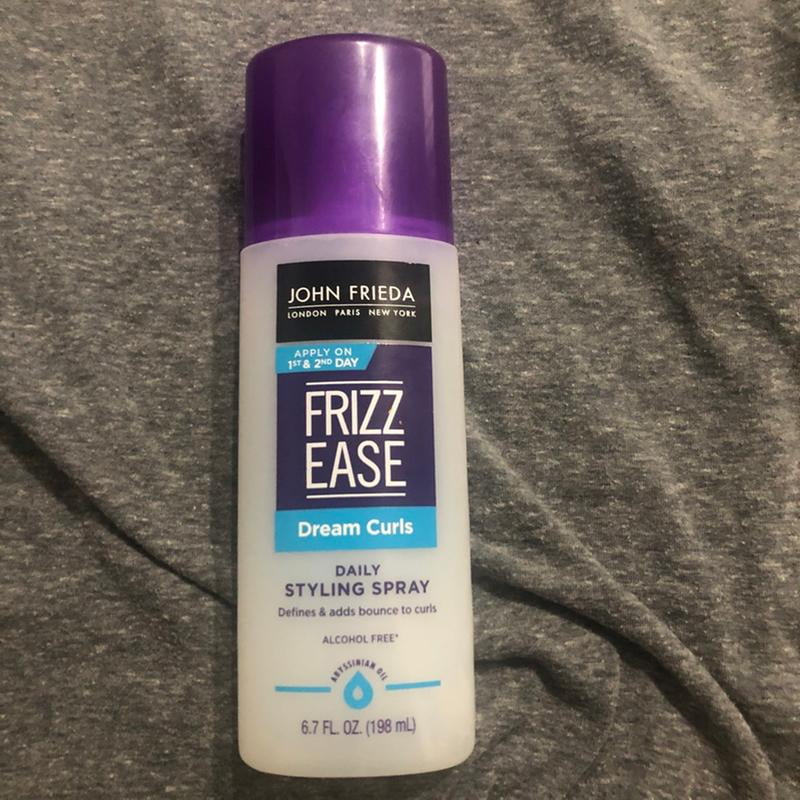 JOHN FRIEDA
LONDON PARIS NEW YORK
APPLY ON
1ST & 2ND DAY
FRIZZ
EASE
Dream Curls
DAILY
STYLING SPRAY
Defines & adds bounce to curls
ALCOHOL FREE*
ABYSSINIAN OIL
6.7 FL. OZ. (198 mL)